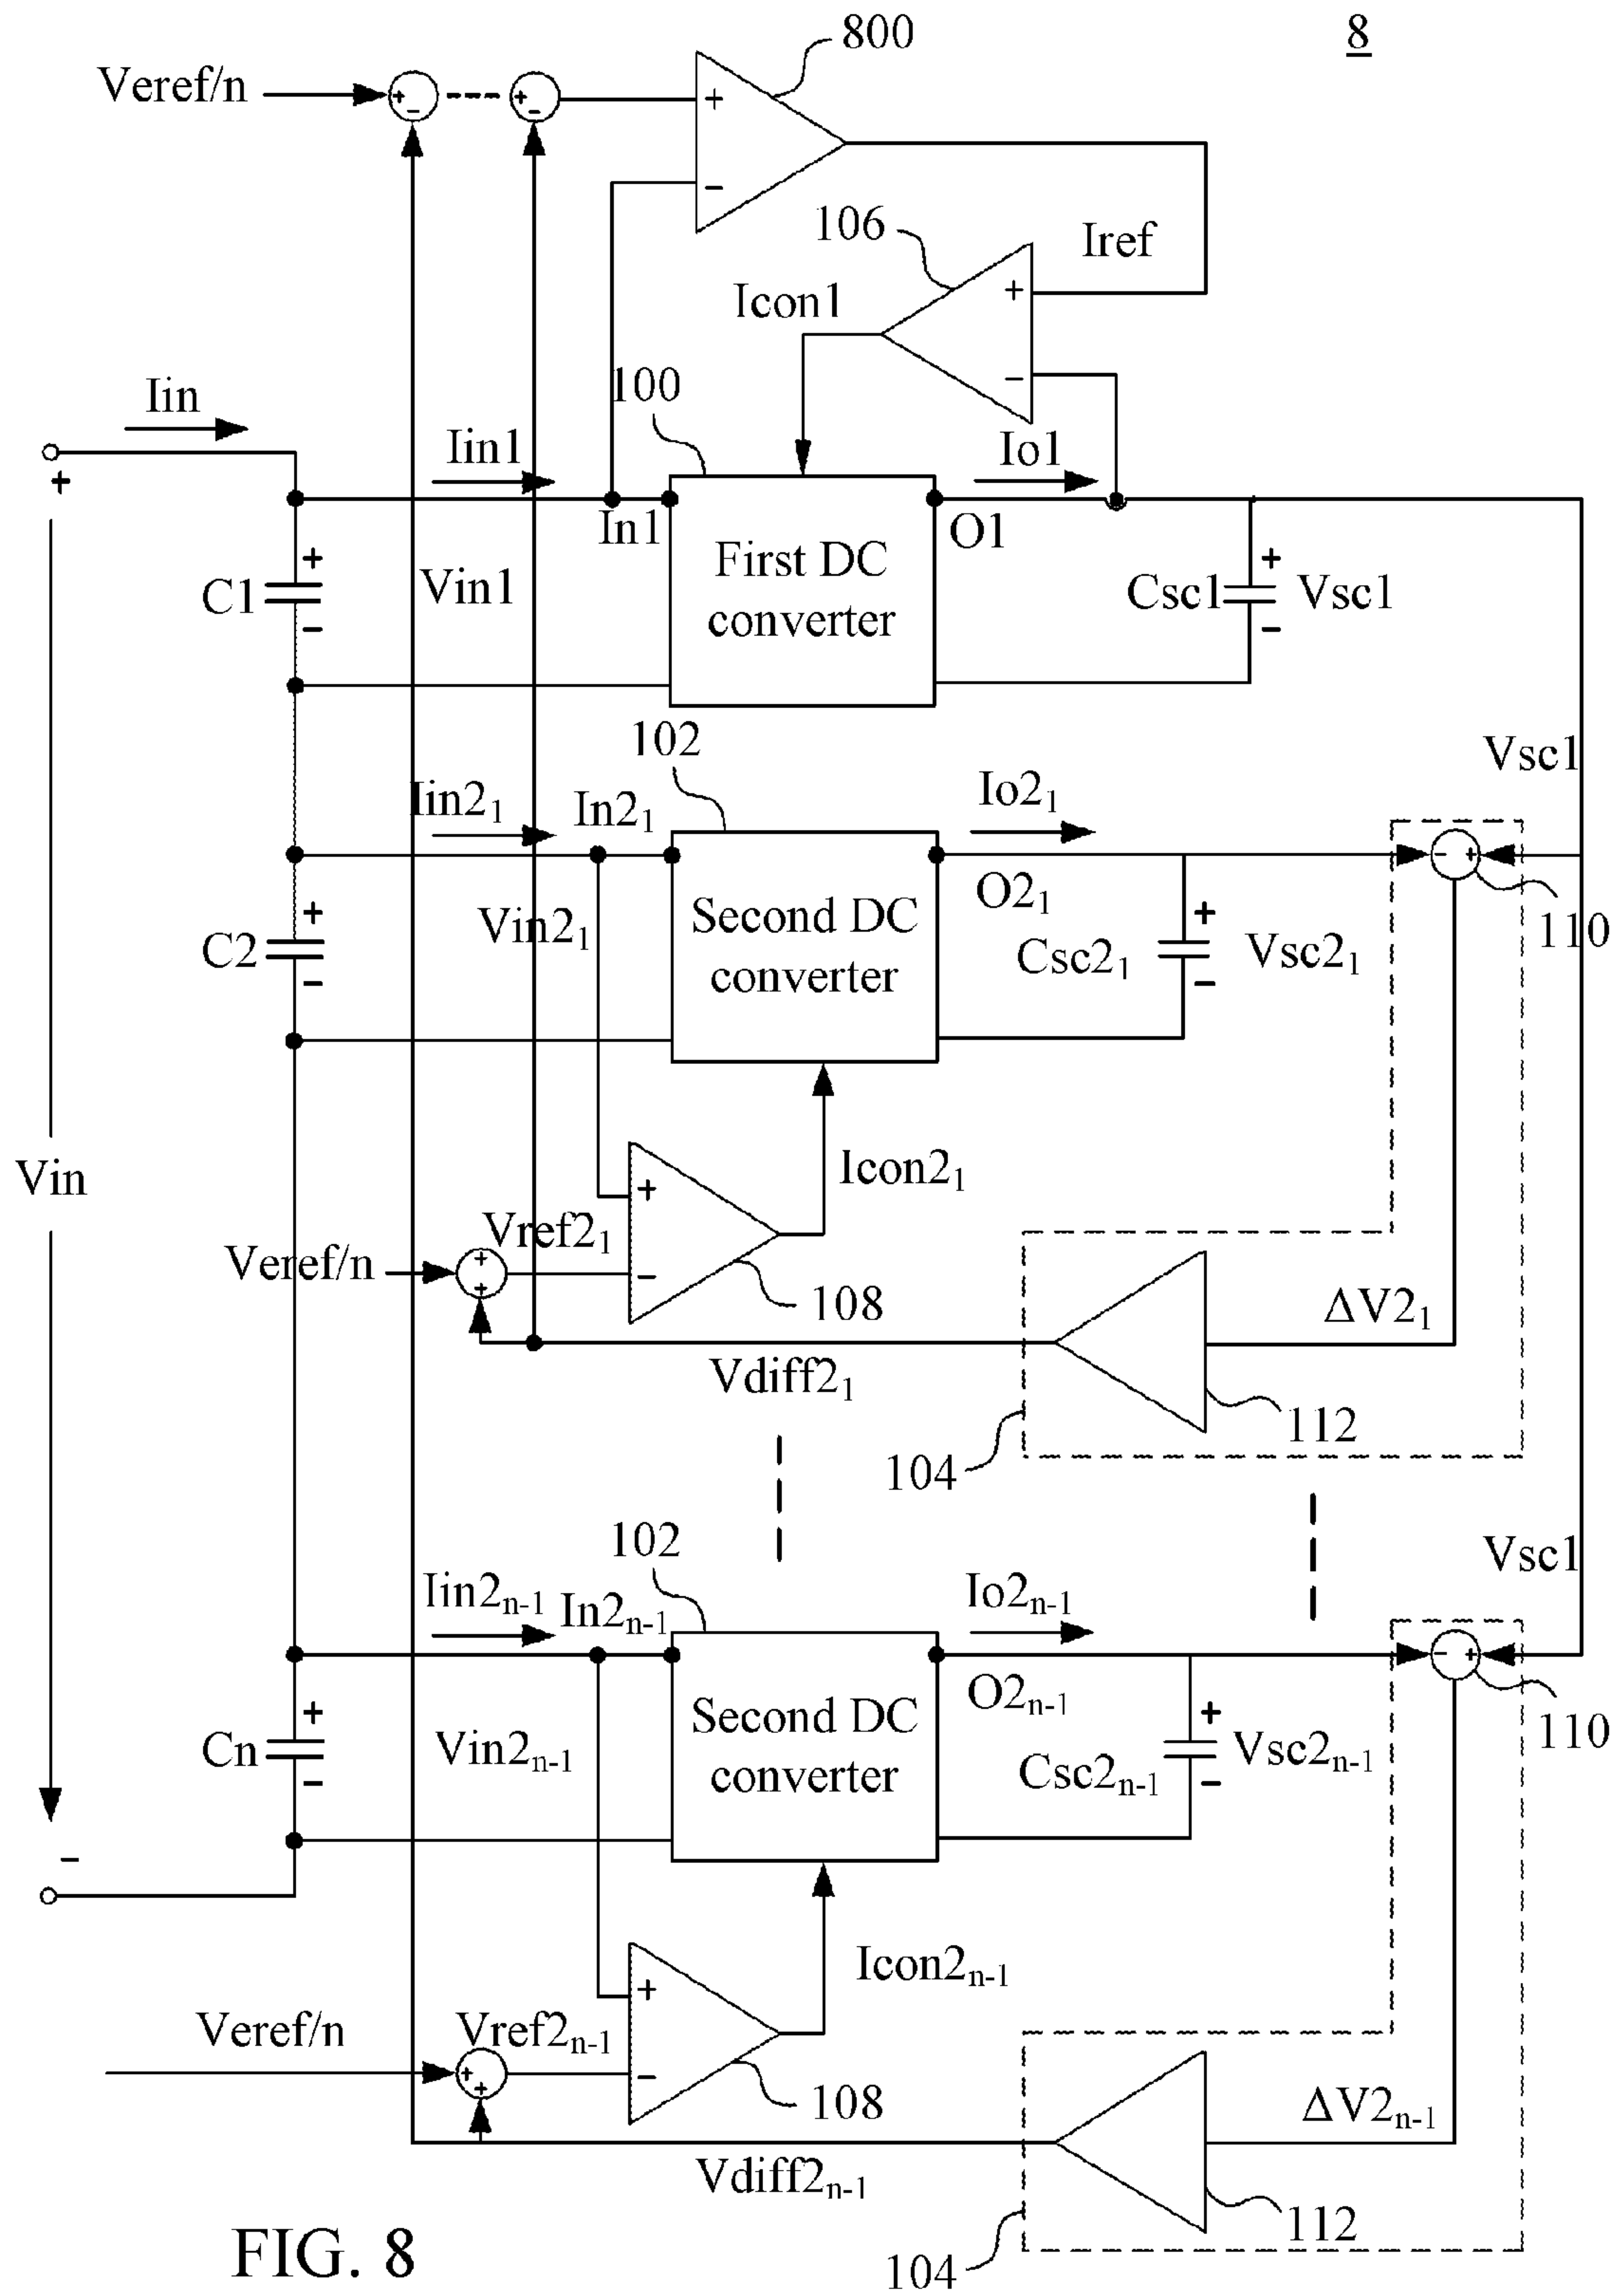 8
800
Veref/n
+ - + -
+
-
106
Iref
Icon1
+
-
100
Iin
Iin1
Io1
+
In1
O1
First DC
converter
C1
+
-
Vin1
Csc1
+
-
Vsc1
102
Vsc1
Iin2₁
In2₁
Io2₁
- +
110
Second DC
converter
O2₁
C2
+
-
Vin2₁
Csc2₁
+
-
Vsc2₁
Vin
Icon2₁
+
-
Vref2₁
Veref/n
+
+
108
ΔV2₁
Vdiff2₁
112
104
102
Vsc1
Iin2ₙ₋₁
In2ₙ₋₁
Io2ₙ₋₁
- +
110
Second DC
converter
O2ₙ₋₁
Cn
+
-
Vin2ₙ₋₁
Csc2ₙ₋₁
+
-
Vsc2ₙ₋₁
-
Icon2ₙ₋₁
+
-
Veref/n
Vref2ₙ₋₁
+
+
108
ΔV2ₙ₋₁
Vdiff2ₙ₋₁
112
104
FIG. 8